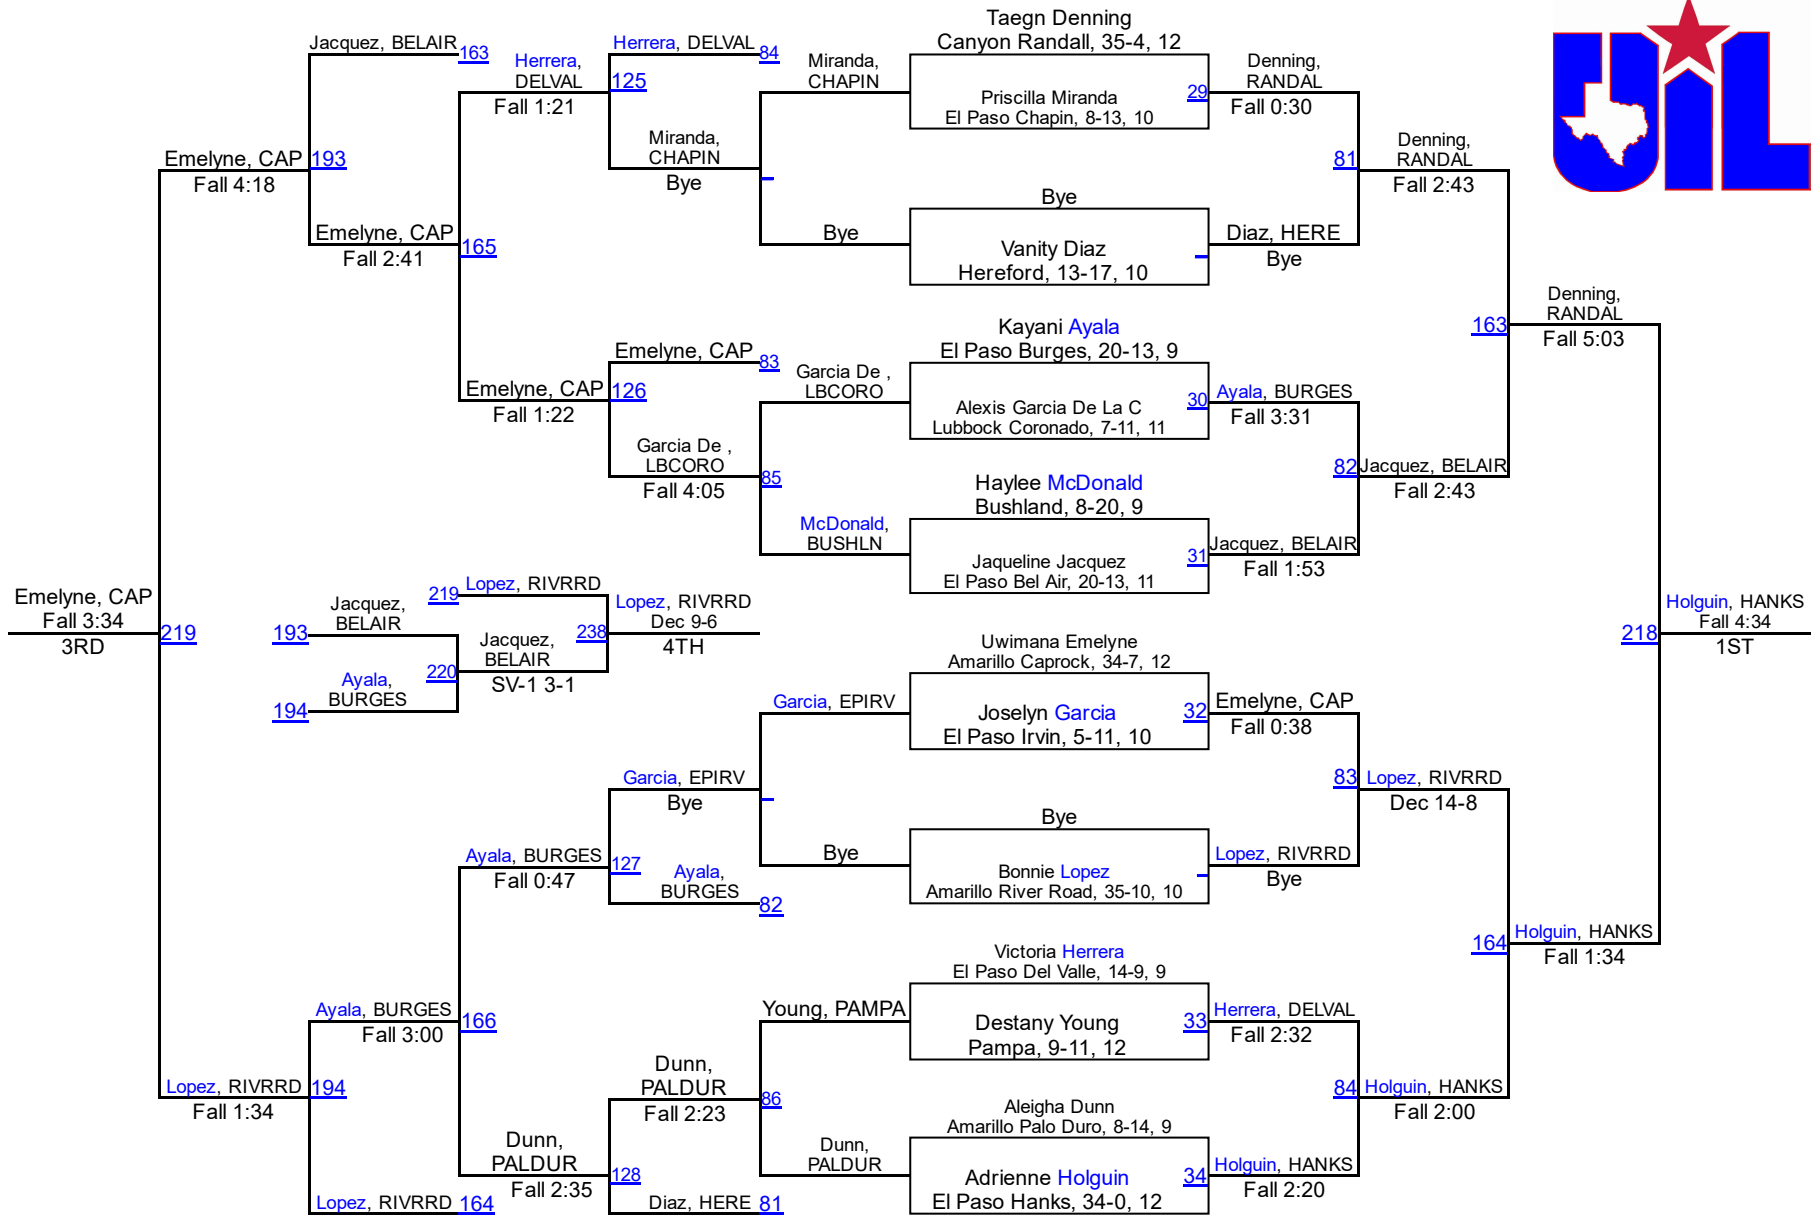 Taegn Denning
Canyon Randall, 35-4, 12
UIL
Jacquez, BELAIR
163
Herrera, DELVAL
84
Herrera,
DELVAL
125
Fall 1:21
Miranda,
CHAPIN
Priscilla Miranda
El Paso Chapin, 8-13, 10
29
Denning,
RANDAL
Fall 0:30
Miranda,
CHAPIN
Bye
Denning,
RANDAL
81
Fall 2:43
Emelyne, CAP
193
Fall 4:18
Bye
Emelyne, CAP
165
Fall 2:41
Bye
Vanity Diaz
Hereford, 13-17, 10
Diaz, HERE
Bye
Denning,
RANDAL
163
Fall 5:03
Kayani Ayala
El Paso Burges, 20-13, 9
Emelyne, CAP
83
Garcia De ,
LBCORO
Emelyne, CAP
126
Fall 1:22
Alexis Garcia De La C
Lubbock Coronado, 7-11, 11
30
Ayala, BURGES
Fall 3:31
Garcia De ,
LBCORO
Fall 4:05
85
82
Jacquez, BELAIR
Fall 2:43
Haylee McDonald
Bushland, 8-20, 9
McDonald,
BUSHLN
Jaqueline Jacquez
El Paso Bel Air, 20-13, 11
31
Jacquez, BELAIR
Fall 1:53
Emelyne, CAP
Fall 3:34
3RD
219
219
Lopez, RIVRRD
Jacquez,
BELAIR
193
Lopez, RIVRRD
Dec 9-6
4TH
238
Jacquez,
BELAIR
SV-1 3-1
220
Ayala,
BURGES
194
Holguin, HANKS
Fall 4:34
1ST
218
Uwimana Emelyne
Amarillo Caprock, 34-7, 12
Garcia, EPIRV
Joselyn Garcia
El Paso Irvin, 5-11, 10
32
Emelyne, CAP
Fall 0:38
Garcia, EPIRV
Bye
83
Lopez, RIVRRD
Dec 14-8
Bye
Bye
Bonnie Lopez
Amarillo River Road, 35-10, 10
Lopez, RIVRRD
Bye
Ayala, BURGES
Fall 0:47
127
Ayala,
BURGES
82
164
Holguin, HANKS
Fall 1:34
Victoria Herrera
El Paso Del Valle, 14-9, 9
Ayala, BURGES
Fall 3:00
166
Young, PAMPA
Destany Young
Pampa, 9-11, 12
33
Herrera, DELVAL
Fall 2:32
Lopez, RIVRRD
Fall 1:34
194
Dunn,
PALDUR
Fall 2:23
86
84
Holguin, HANKS
Fall 2:00
Aleigha Dunn
Amarillo Palo Duro, 8-14, 9
Dunn,
PALDUR
Fall 2:35
128
Dunn,
PALDUR
Adrienne Holguin
El Paso Hanks, 34-0, 12
34
Holguin, HANKS
Fall 2:20
Lopez, RIVRRD
164
Diaz, HERE
81